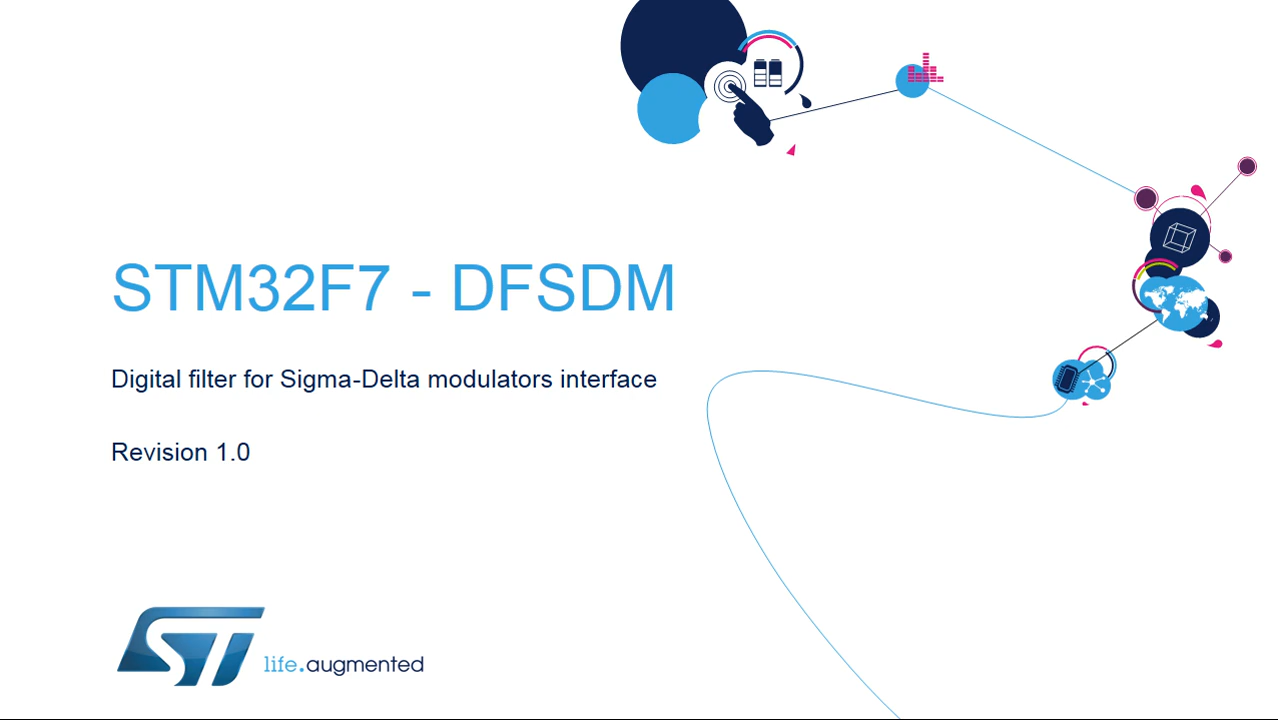 STM32F7 - DFSDM
Digital filter for Sigma-Delta modulators interface
Revision 1.0
ST life.augmented